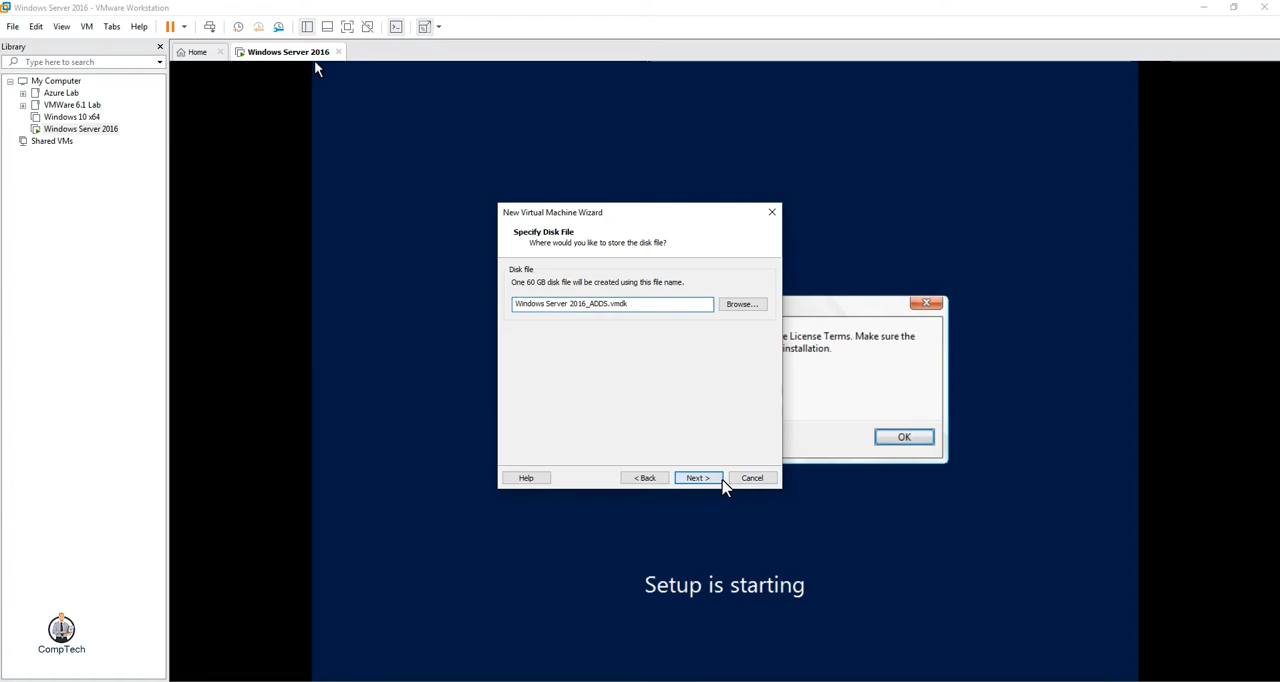 Windows Server 2016 - VMware Workstation
File Edit View VM Tabs Help
Library
Type here to search
My Computer
Azure Lab
VMWare 6.1 Lab
Windows 10 x64
Windows Server 2016
Shared VMs
Home
Windows Server 2016
New Virtual Machine Wizard
Specify Disk File
Where would you like to store the disk file?
Disk file
One 60 GB disk file will be created using this file name.
Windows Server 2016_ADDS.vmdk
Browse...
Help
< Back
Next >
Cancel
e License Terms. Make sure the
installation.
OK
Setup is starting
CompTech